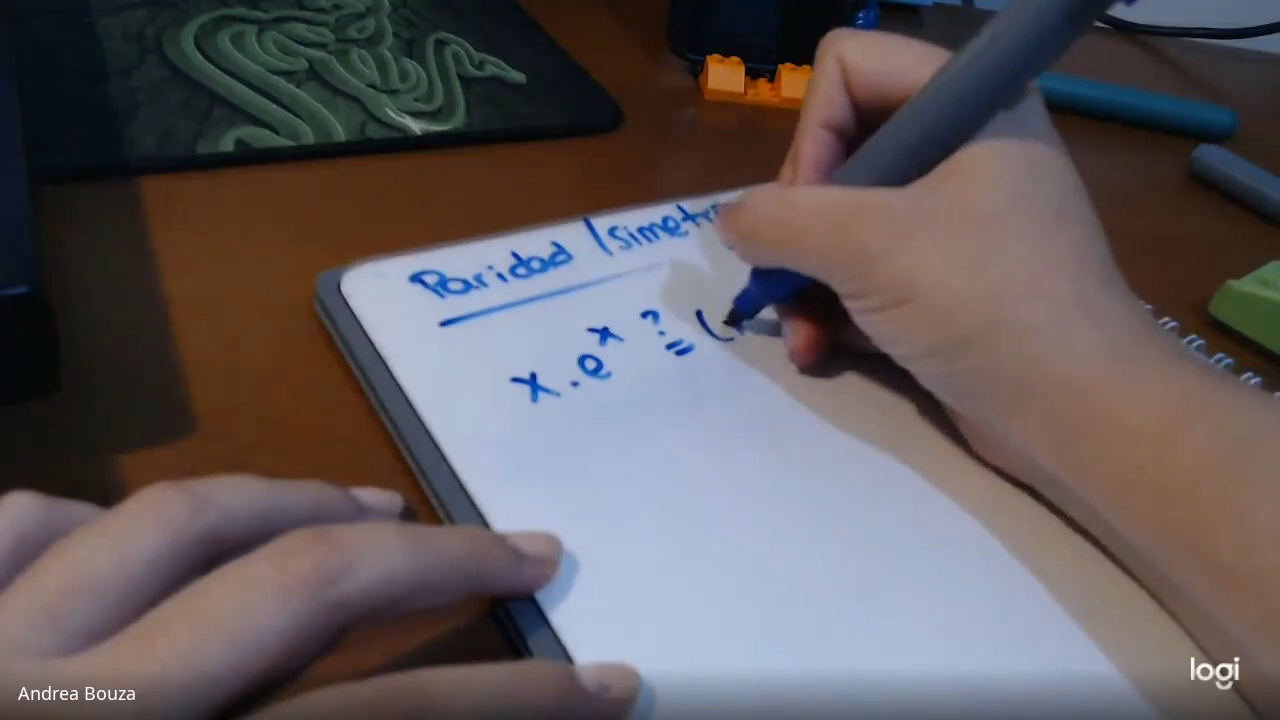 Paridad / simetr
x · e^x ≟ (
Andrea Bouza
logi